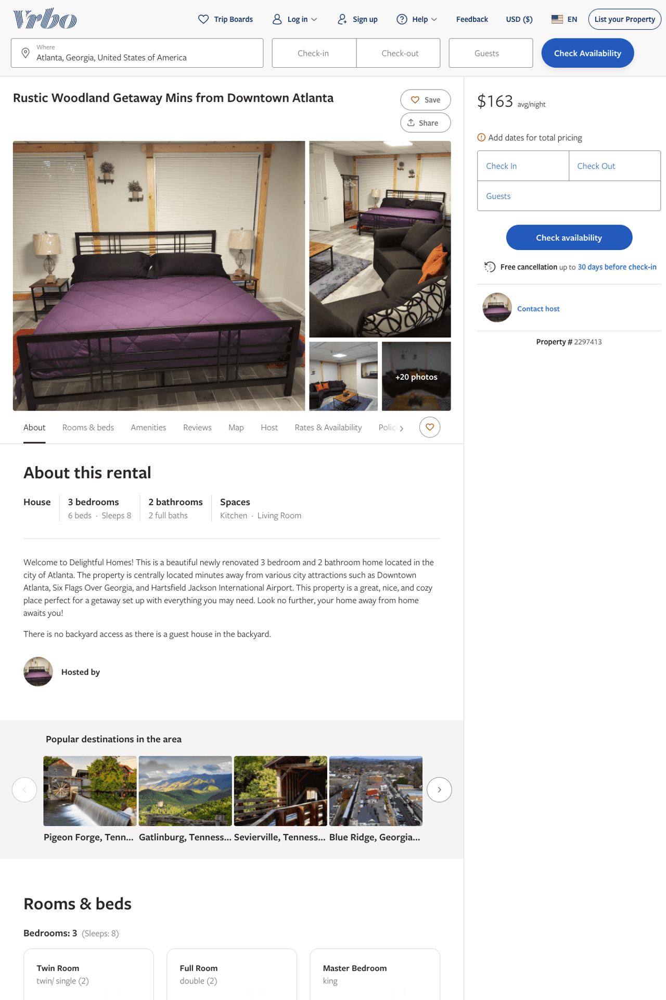 Vrbo
Trip Boards
Log in
Sign up
Help
Feedback
USD ($)
EN
List your Property
Where
Atlanta, Georgia, United States of America
Check-in
Check-out
Guests
Check Availability
Rustic Woodland Getaway Mins from Downtown Atlanta
Save
Share
+20 photos
$163 avg/night
Add dates for total pricing
Check In
Check Out
Guests
Check availability
Free cancellation up to 30 days before check-in
Contact host
Property # 2297413
About
Rooms & beds
Amenities
Reviews
Map
Host
Rates & Availability
Polici
About this rental
House
3 bedrooms
6 beds · Sleeps 8
2 bathrooms
2 full baths
Spaces
Kitchen · Living Room
Welcome to Delightful Homes! This is a beautiful newly renovated 3 bedroom and 2 bathroom home located in the
city of Atlanta. The property is centrally located minutes away from various city attractions such as Downtown
Atlanta, Six Flags Over Georgia, and Hartsfield Jackson International Airport. This property is a great, nice, and cozy
place perfect for a getaway set up with everything you may need. Look no further, your home away from home
awaits you!
There is no backyard access as there is a guest house in the backyard.
Hosted by
Popular destinations in the area
Pigeon Forge, Tenn...
Gatlinburg, Tenness...
Sevierville, Tenness...
Blue Ridge, Georgia...
Rooms & beds
Bedrooms: 3 (Sleeps: 8)
Twin Room
twin/ single (2)
Full Room
double (2)
Master Bedroom
king